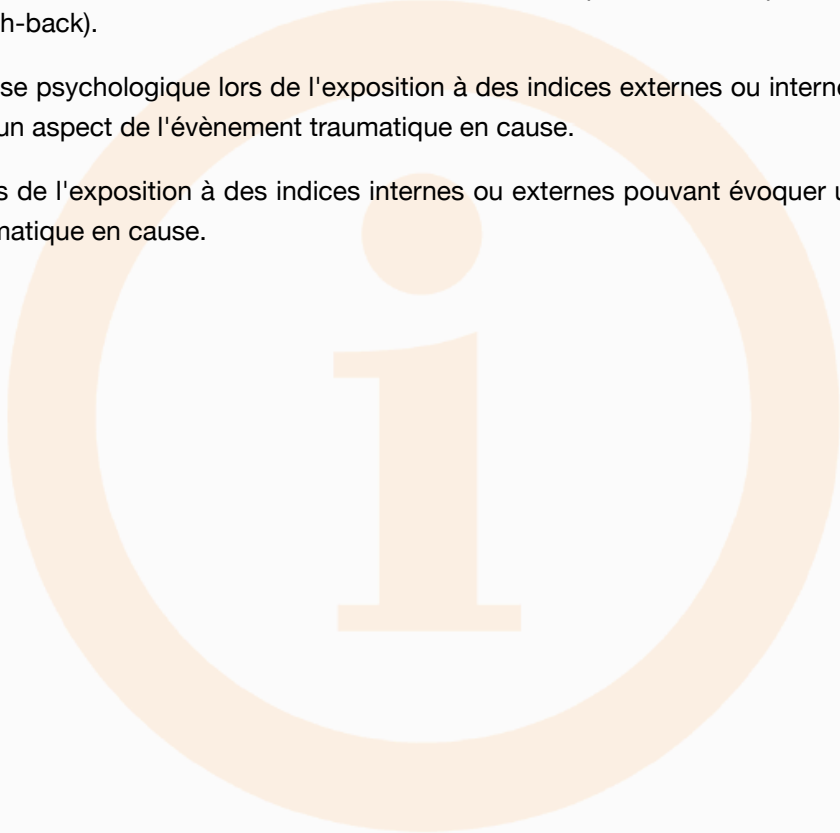 h-back).
se psychologique lors de l'exposition à des indices externes ou intern
un aspect de l'évènement traumatique en cause.
s de l'exposition à des indices internes ou externes pouvant évoquer
matique en cause.